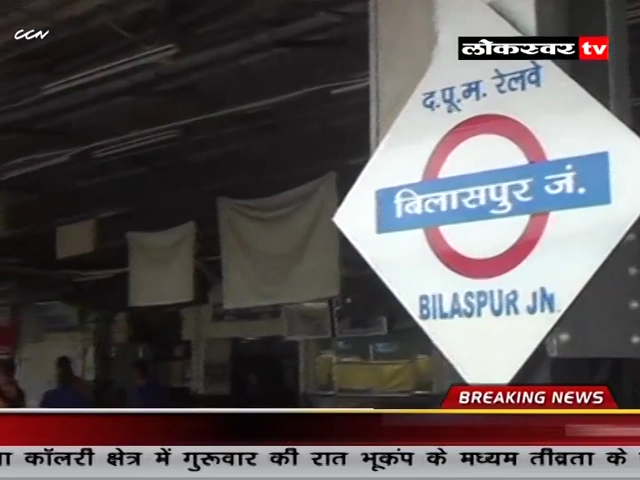 CCN
लोकस्वर tv
द.पू.म. रेलवे
बिलासपुर जं.
BILASPUR JN.
BREAKING NEWS
कॉलरी क्षेत्र में गुरूवार की रात भूकंप के मध्यम तीव्रता के